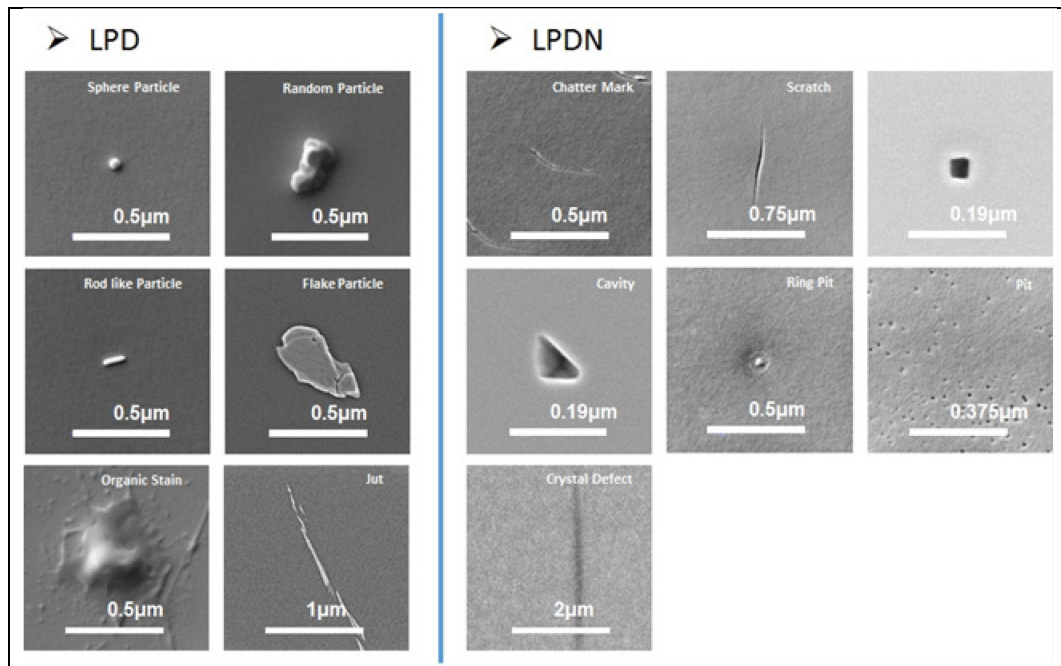 ➢ LPD
Sphere Particle
0.5µm
Random Particle
0.5µm
Rod like Particle
0.5µm
Flake Particle
0.5µm
Organic Stain
0.5µm
Jut
1µm
➢ LPDN
Chatter Mark
0.5µm
Scratch
0.75µm
0.19µm
Cavity
0.19µm
Ring Pit
0.5µm
Pit
0.375µm
Crystal Defect
2µm